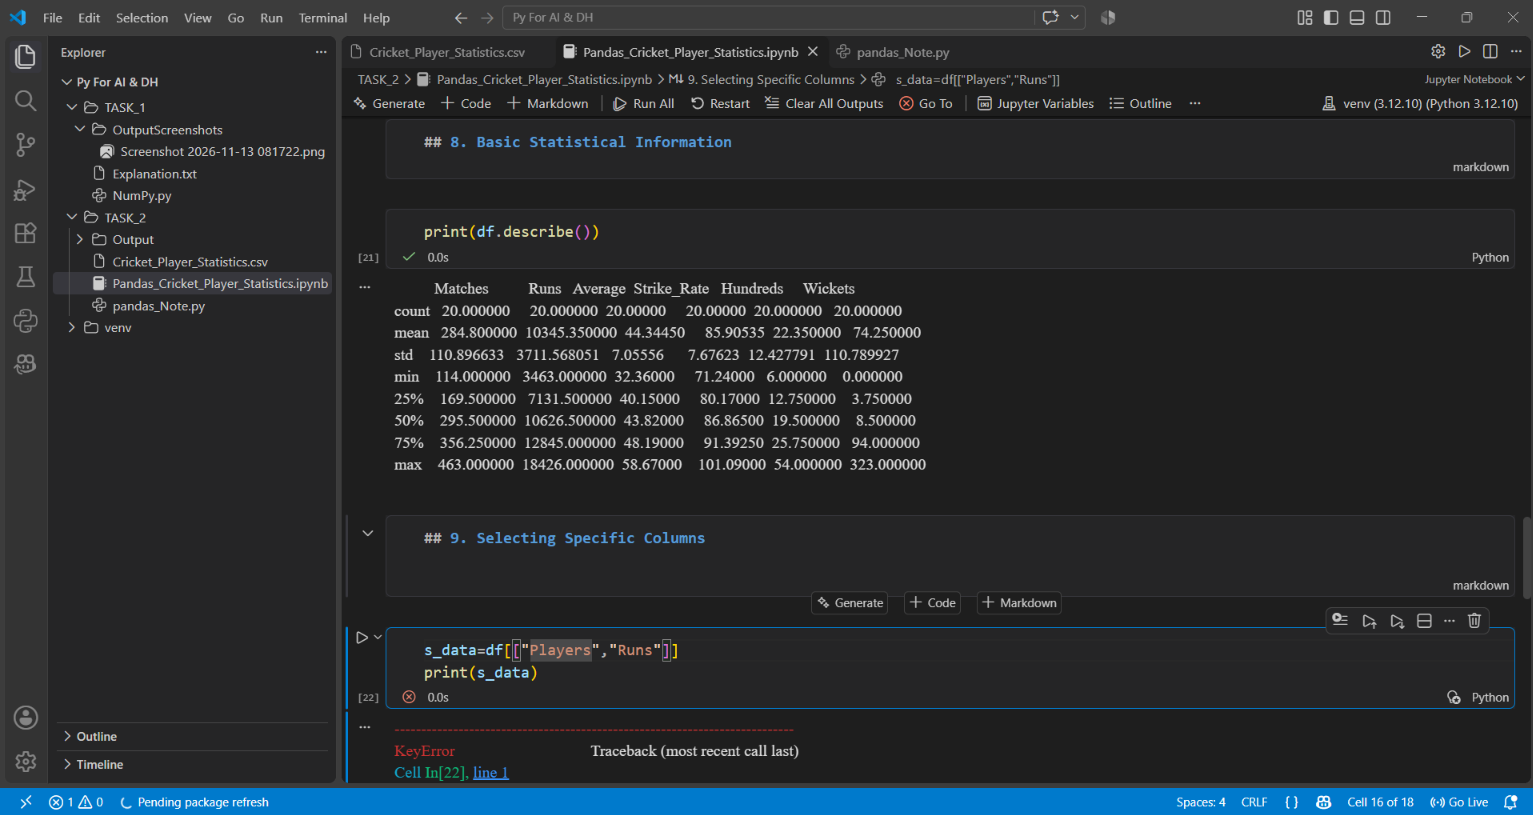 File Edit Selection View Go Run Terminal Help
Py For AI & DH
Explorer
Py For AI & DH
TASK_1
OutputScreenshots
Screenshot 2026-11-13 081722.png
Explanation.txt
NumPy.py
TASK_2
Output
Cricket_Player_Statistics.csv
Pandas_Cricket_Player_Statistics.ipynb
pandas_Note.py
venv
Outline
Timeline
Cricket_Player_Statistics.csv Pandas_Cricket_Player_Statistics.ipynb pandas_Note.py
TASK_2 > Pandas_Cricket_Player_Statistics.ipynb > M↓ 9. Selecting Specific Columns > s_data=df[["Players","Runs"]]
Jupyter Notebook
Generate + Code + Markdown Run All Restart Clear All Outputs Go To Jupyter Variables Outline ... venv (3.12.10) (Python 3.12.10)
## 8. Basic Statistical Information
markdown
print(df.describe())
[21] 0.0s Python
Matches Runs Average Strike_Rate Hundreds Wickets
count 20.000000 20.000000 20.00000 20.00000 20.000000 20.000000
mean 284.800000 10345.350000 44.34450 85.90535 22.350000 74.250000
std 110.896633 3711.568051 7.05556 7.67623 12.427791 110.789927
min 114.000000 3463.000000 32.36000 71.24000 6.000000 0.000000
25% 169.500000 7131.500000 40.15000 80.17000 12.750000 3.750000
50% 295.500000 10626.500000 43.82000 86.86500 19.500000 8.500000
75% 356.250000 12845.000000 48.19000 91.39250 25.750000 94.000000
max 463.000000 18426.000000 58.67000 101.09000 54.000000 323.000000
## 9. Selecting Specific Columns
markdown
Generate + Code + Markdown
s_data=df[["Players","Runs"]]
print(s_data)
[22] 0.0s Python
---------------------------------------------------------------------------
KeyError Traceback (most recent call last)
Cell In[22], line 1
1 0 Pending package refresh Spaces: 4 CRLF { } Cell 16 of 18 Go Live